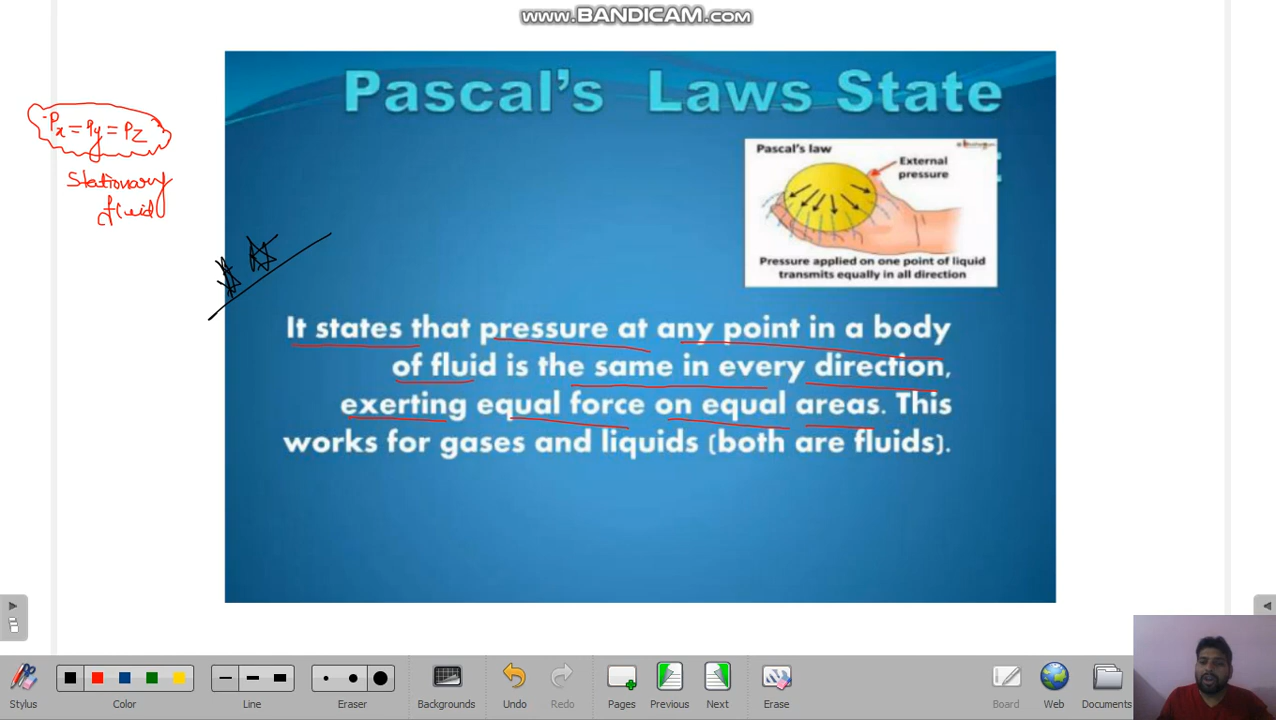 www.BANDICAM.com
Pascal's Laws State
Px = Py = Pz
Stationary
fluid
Pascal's law
External
pressure
Pressure applied on one point of liquid
transmits equally in all direction
It states that pressure at any point in a body
of fluid is the same in every direction,
exerting equal force on equal areas. This
works for gases and liquids (both are fluids).
Stylus
Color
Line
Eraser
Backgrounds
Undo
Redo
Pages
Previous
Next
Erase
Board
Web
Documents